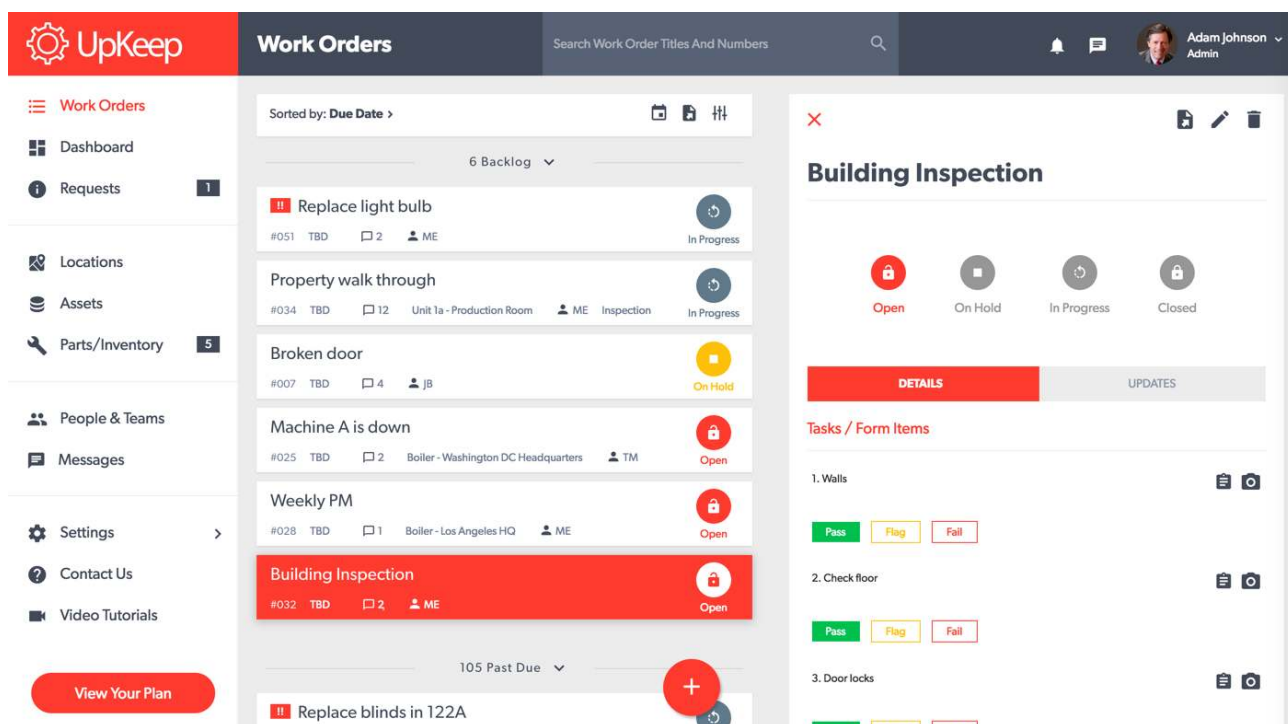 UpKeep
Work Orders
Search Work Order Titles And Numbers
Adam Johnson
Admin
Work Orders
Dashboard
Requests 1
Locations
Assets
Parts/Inventory 5
People & Teams
Messages
Settings
Contact Us
Video Tutorials
View Your Plan
Sorted by: Due Date >
6 Backlog
!! Replace light bulb
#051 TBD 2 ME
In Progress
Property walk through
#034 TBD 12 Unit 1a - Production Room ME Inspection
In Progress
Broken door
#007 TBD 4 JB
On Hold
Machine A is down
#025 TBD 2 Boiler - Washington DC Headquarters TM
Open
Weekly PM
#028 TBD 1 Boiler - Los Angeles HQ ME
Open
Building Inspection
#032 TBD 2 ME
Open
105 Past Due
+
!! Replace blinds in 122A
Building Inspection
Open On Hold In Progress Closed
DETAILS UPDATES
Tasks / Form Items
1. Walls
Pass Flag Fail
2. Check floor
Pass Flag Fail
3. Door locks